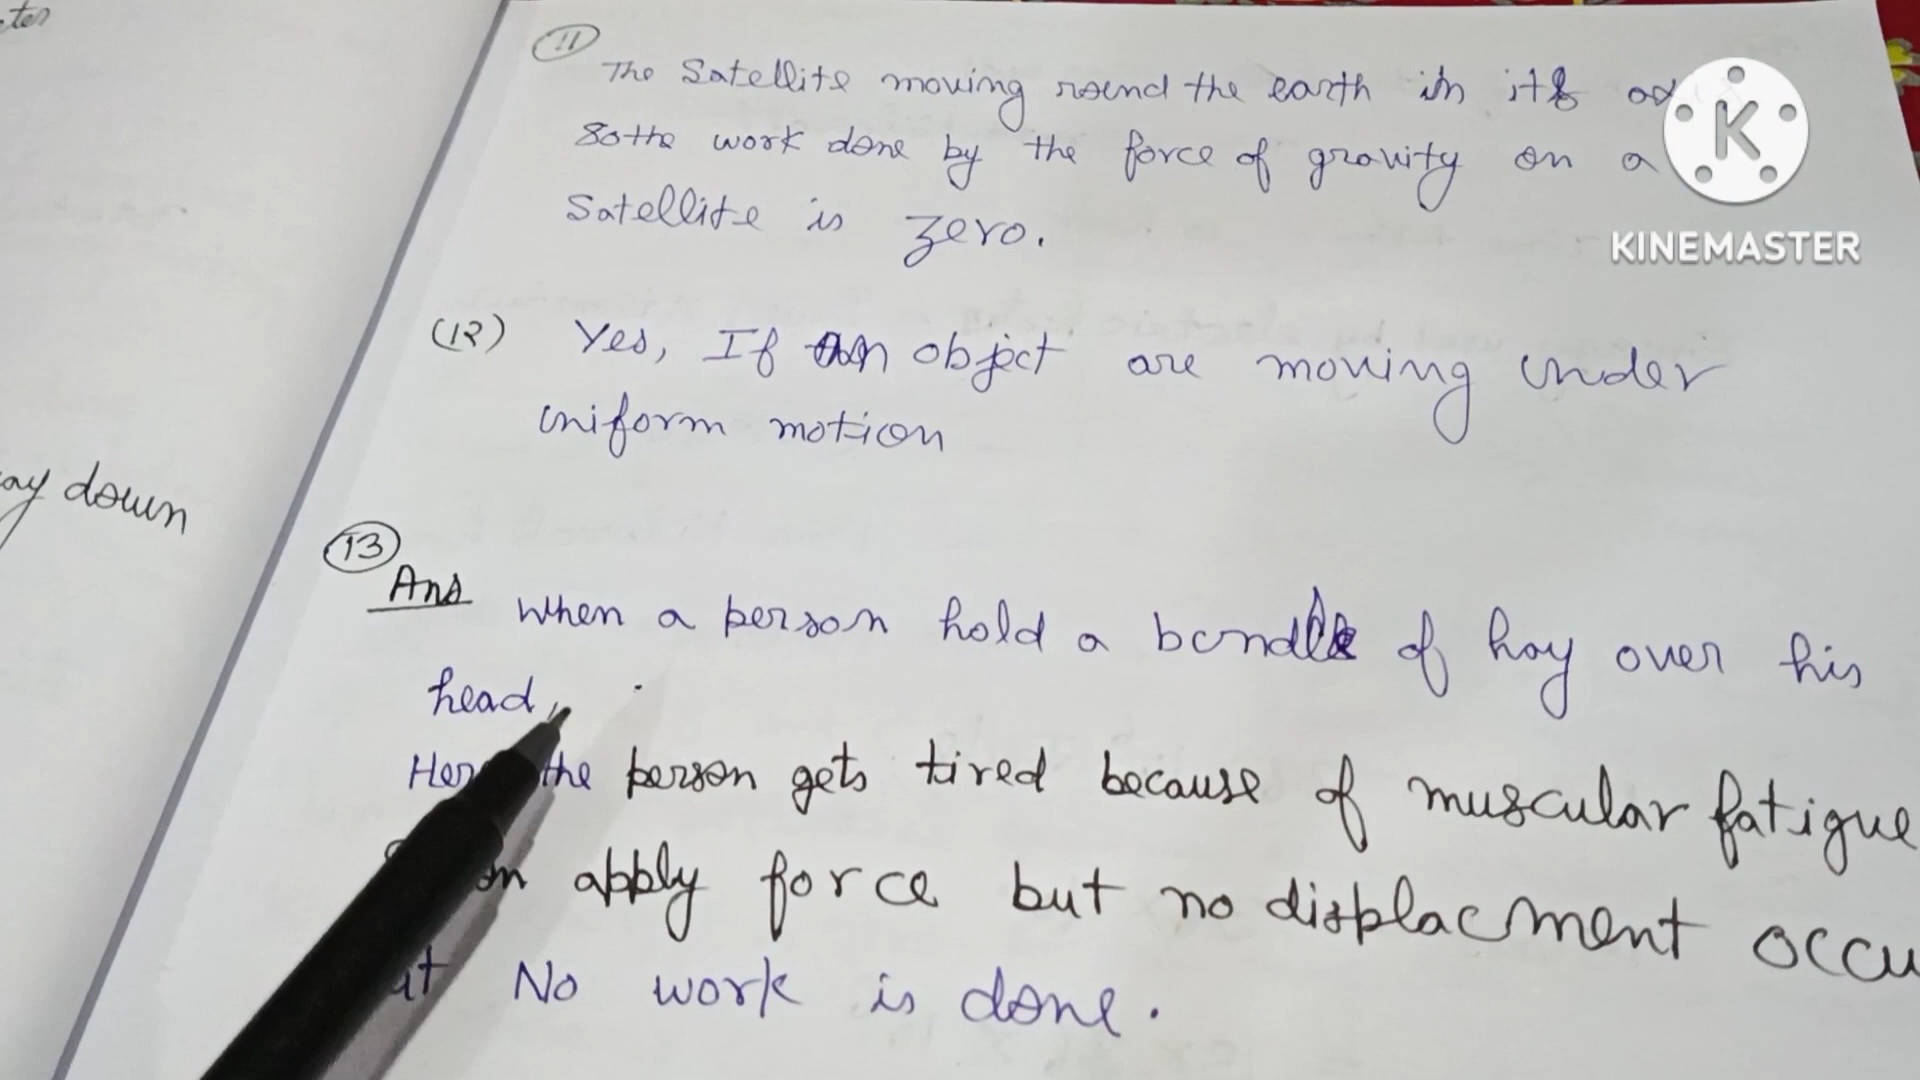 11
The Satellite moving round the earth in its
So the work done by the force of gravity on a
Satellite is zero.
K
KINEMASTER
(12) Yes, If an object are moving under
uniform motion
ay down
13
Ans When a person hold a bundle of hay over his
head,
the person gets tired because of muscular fatigue
apply force but no displacment occu
No work is done.